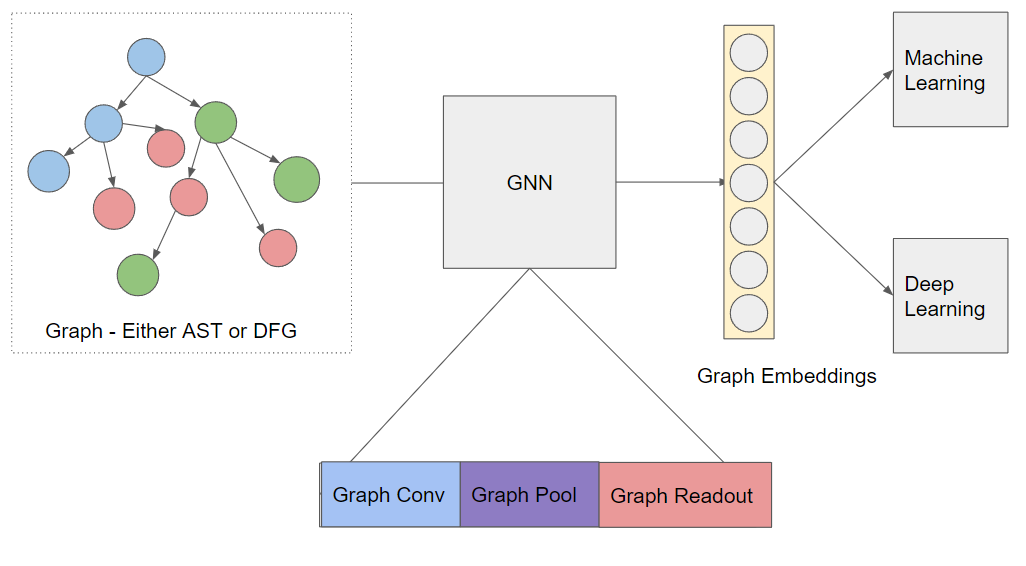 Graph - Either AST or DFG
GNN
Graph Embeddings
Machine
Learning
Deep
Learning
Graph Conv
Graph Pool
Graph Readout